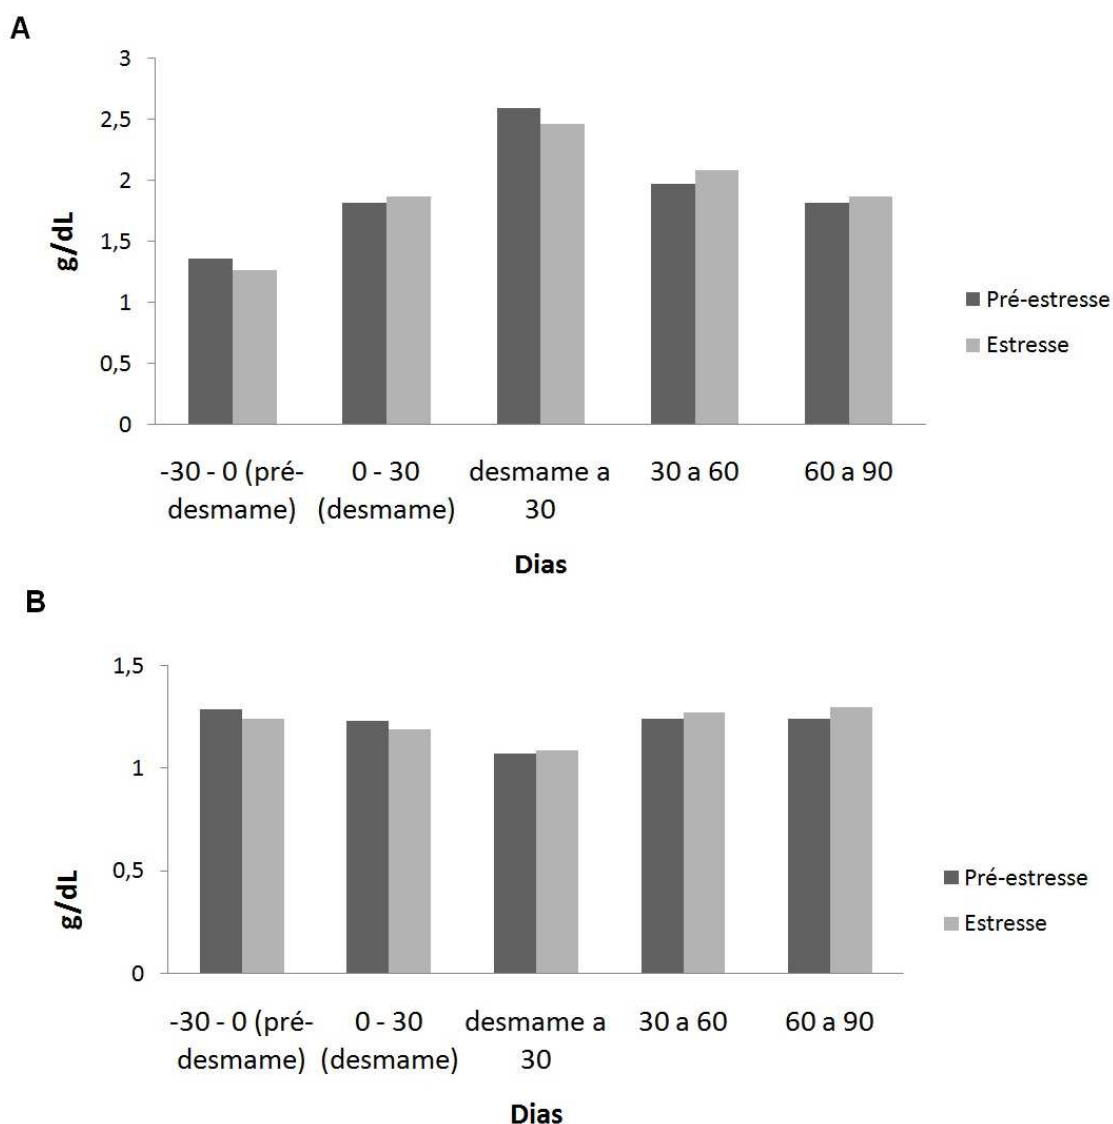 A
3
2,5
2
1,5
1
0,5
0
g/dL
Pré-estresse
Estresse
-30 - 0 (pré-
desmame)
0 - 30
(desmame)
desmame a
30
30 a 60
60 a 90
Dias
B
1,5
1
0,5
0
g/dL
Pré-estresse
Estresse
-30 - 0 (pré-
desmame)
0 - 30
(desmame)
desmame a
30
30 a 60
60 a 90
Dias